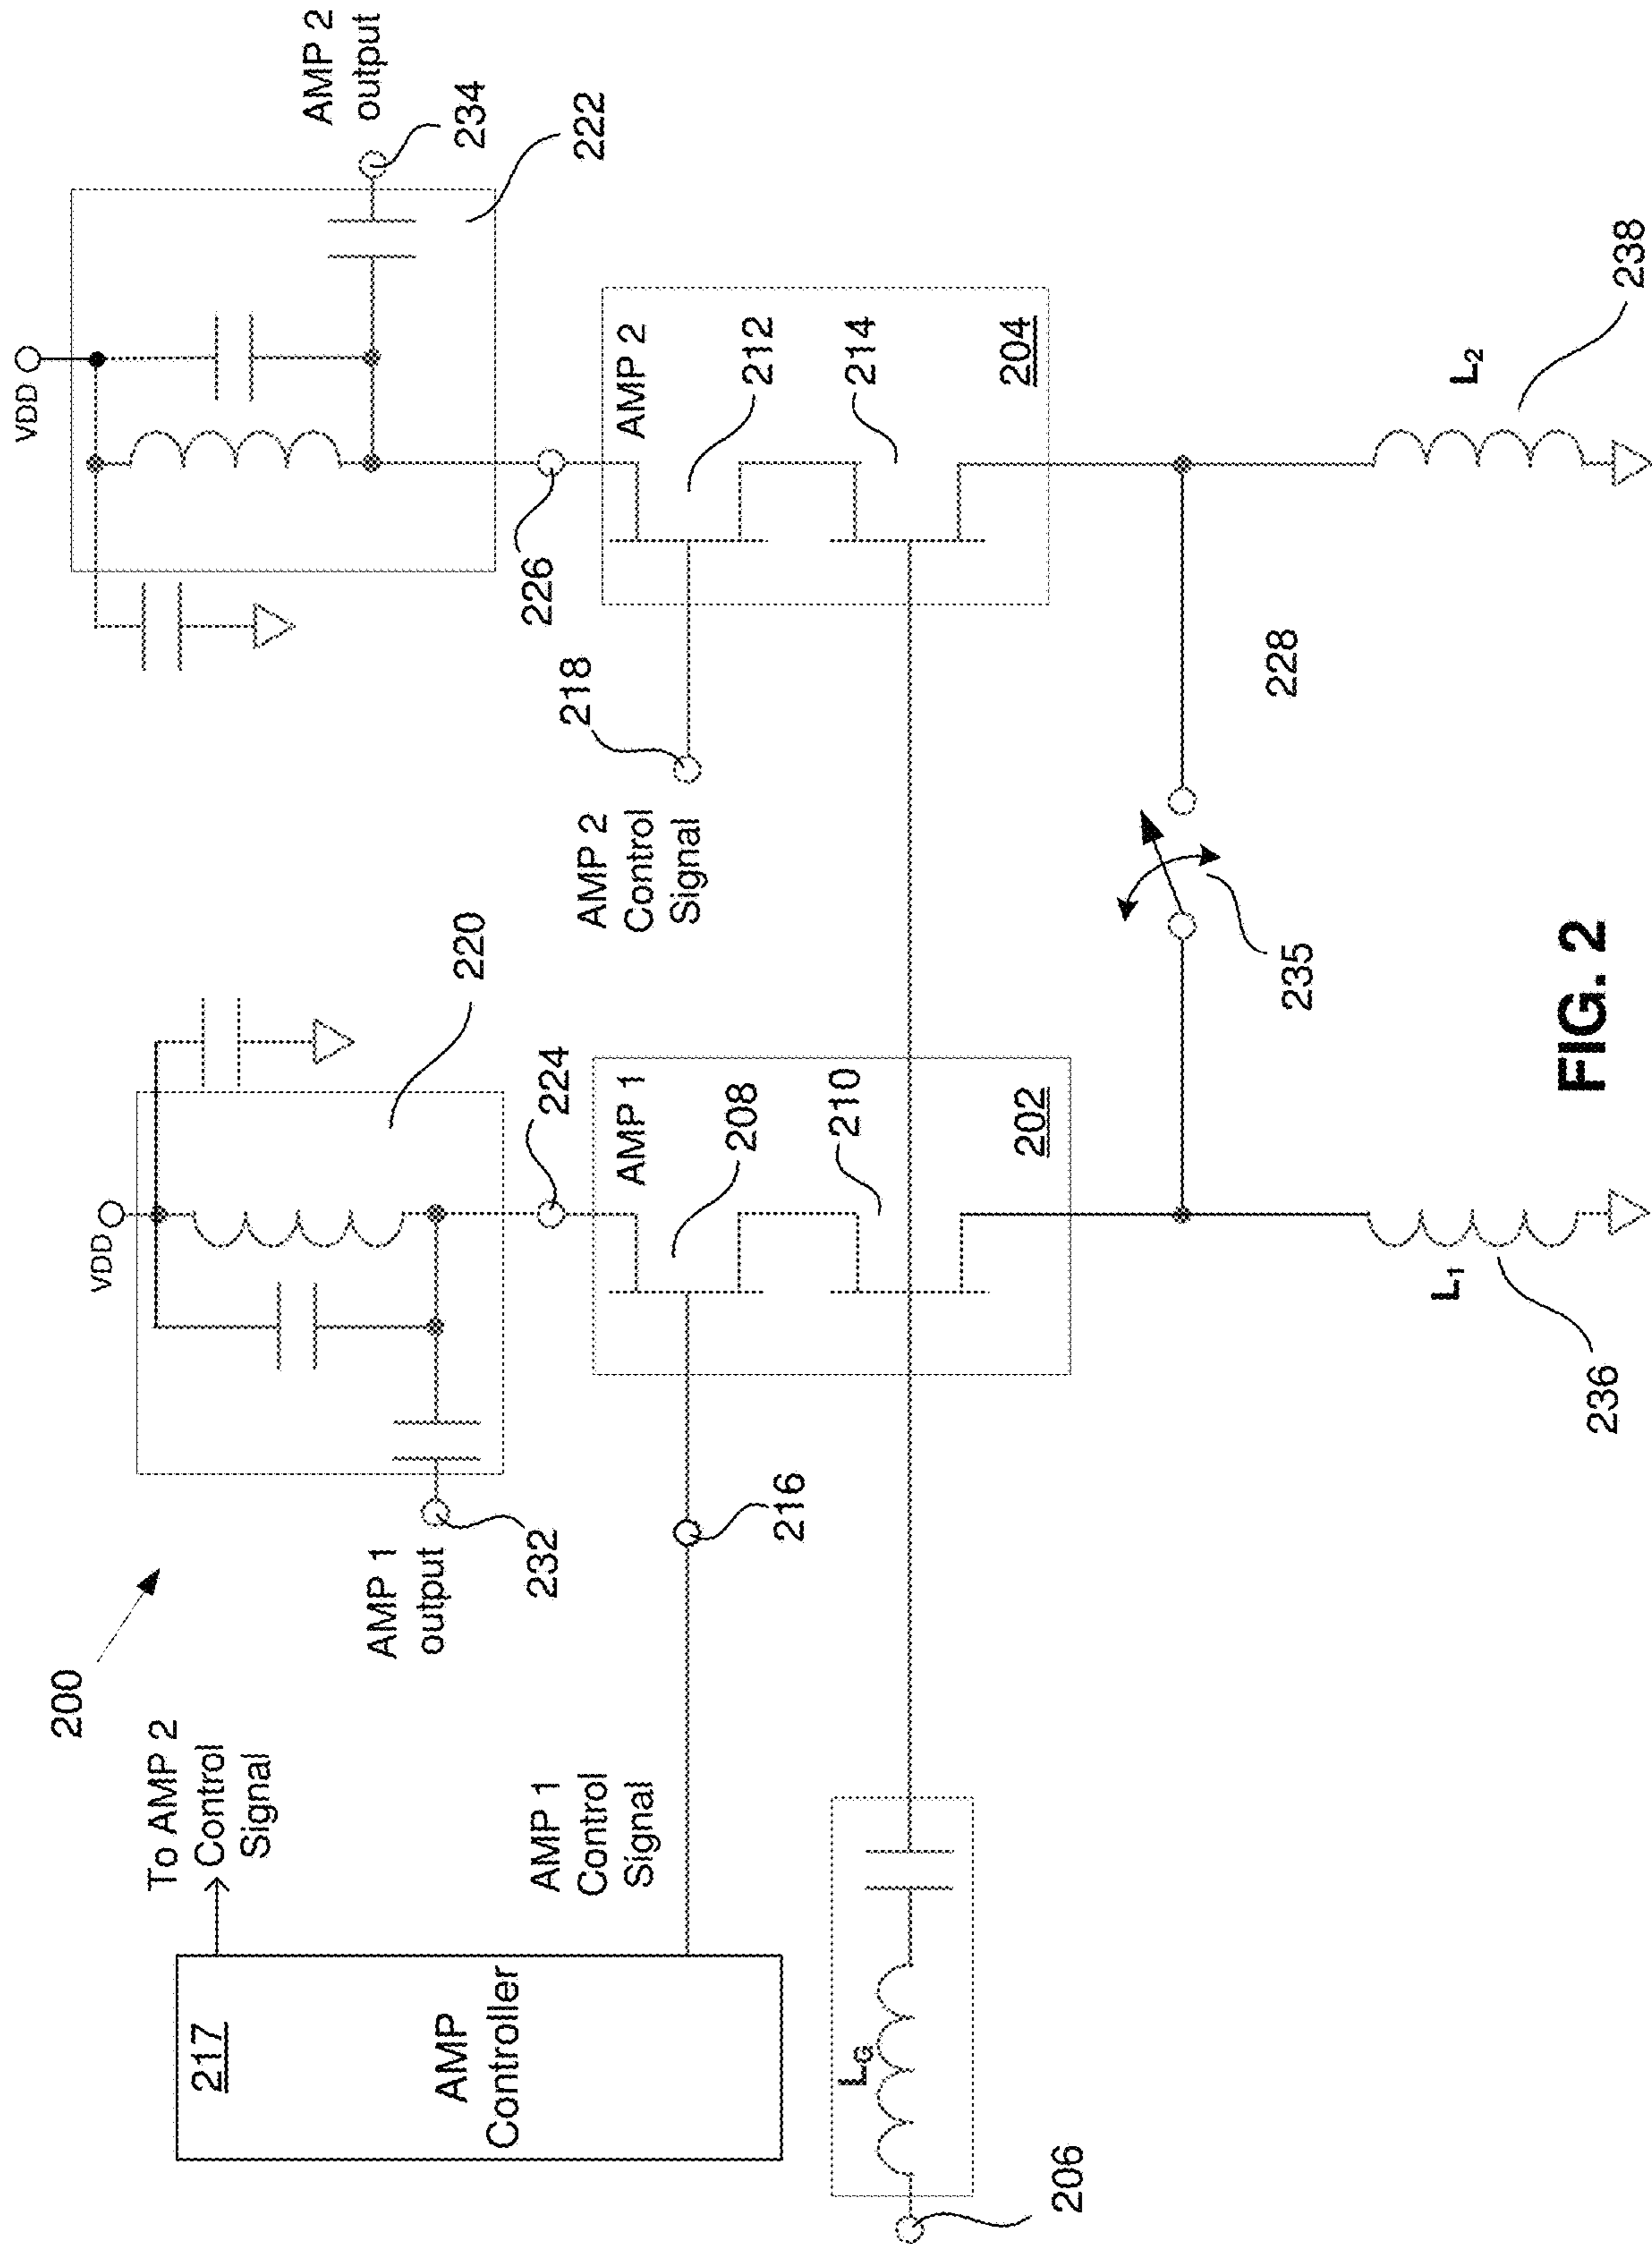 200
VDD
VDD
To AMP 2
Control
Signal
217
AMP
Controller
AMP 1
output
232
220
224
AMP 2
output
234
222
226
AMP 1
Control
Signal
216
AMP 1
208
210
202
AMP 2
Control
Signal
218
AMP 2
212
214
204
LG
206
235
228
L1
236
L2
238
FIG. 2